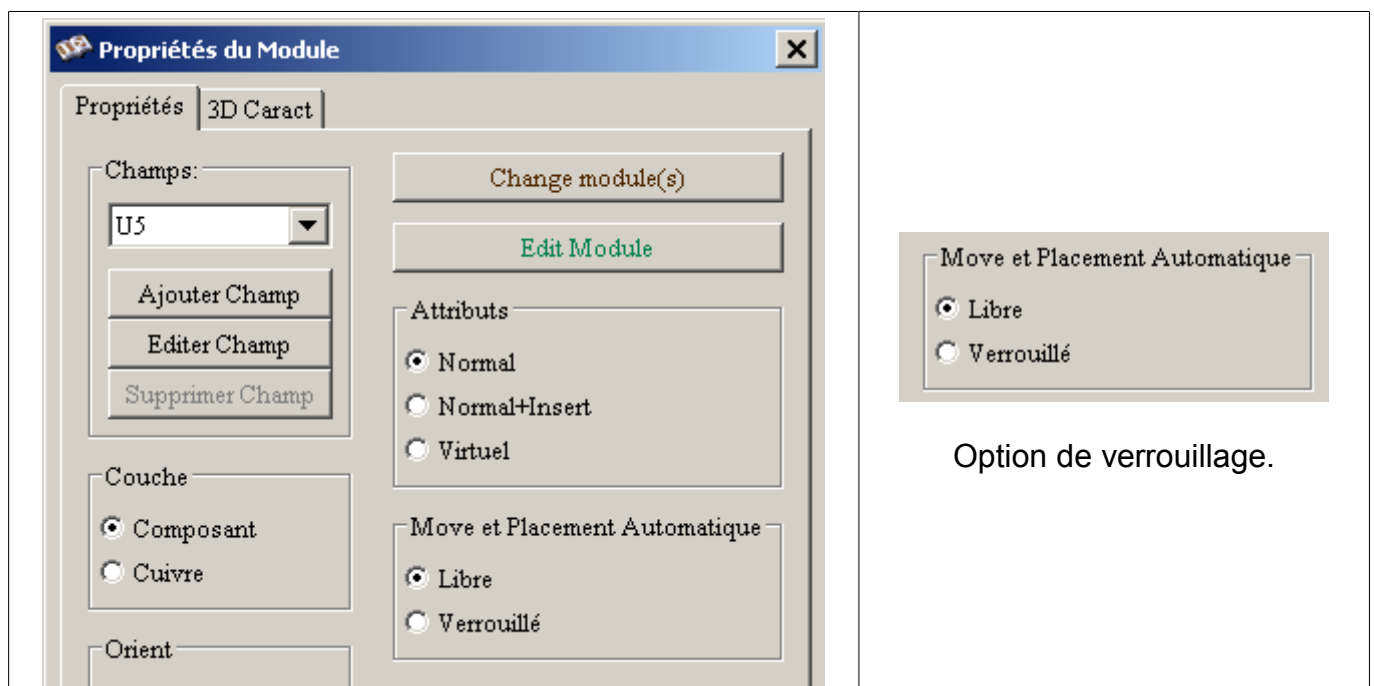 Propriétés du Module
Propriétés
3D Caract
Champs:
U5
Ajouter Champ
Editer Champ
Supprimer Champ
Couche
Composant
Cuivre
Orient
Change module(s)
Edit Module
Attributs
Normal
Normal+Insert
Virtuel
Move et Placement Automatique
Libre
Verrouillé
Move et Placement Automatique
Libre
Verrouillé
Option de verrouillage.